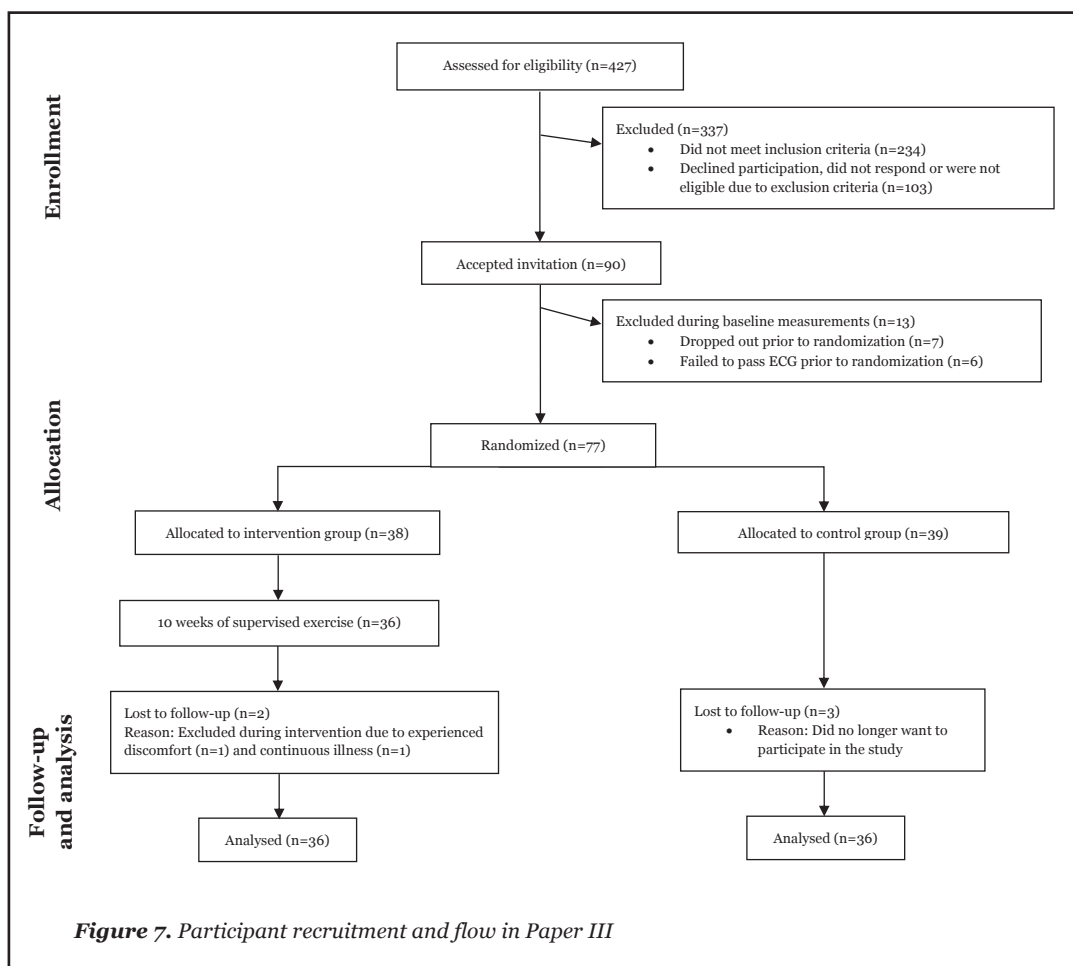 Enrollment
Assessed for eligibility (n=427)
Excluded (n=337)
• Did not meet inclusion criteria (n=234)
• Declined participation, did not respond or were not
eligible due to exclusion criteria (n=103)
Accepted invitation (n=90)
Excluded during baseline measurements (n=13)
• Dropped out prior to randomization (n=7)
• Failed to pass ECG prior to randomization (n=6)
Allocation
Randomized (n=77)
Allocated to intervention group (n=38)
Allocated to control group (n=39)
10 weeks of supervised exercise (n=36)
Follow-up
and analysis
Lost to follow-up (n=2)
Reason: Excluded during intervention due to experienced
discomfort (n=1) and continuous illness (n=1)
Lost to follow-up (n=3)
• Reason: Did no longer want to
participate in the study
Analysed (n=36)
Analysed (n=36)
Figure 7. Participant recruitment and flow in Paper III